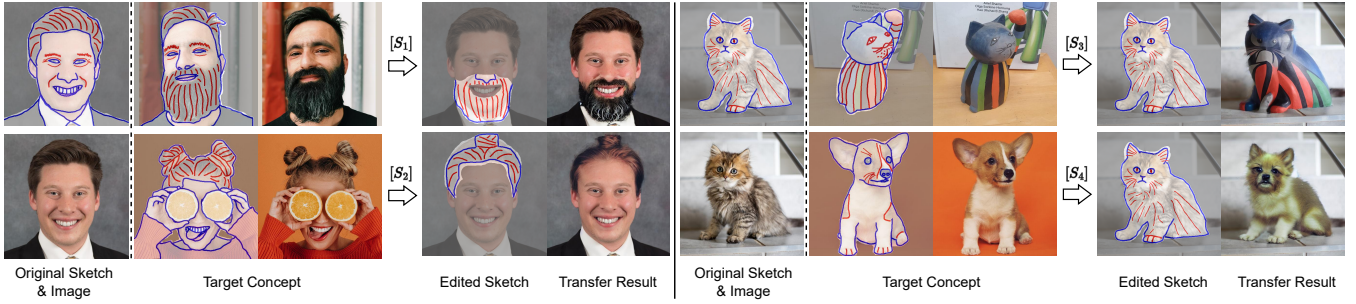 [S₁]
[S₂]
Original Sketch
& Image
Target Concept
Edited Sketch
Transfer Result
[S₃]
[S₄]
Original Sketch
& Image
Target Concept
Edited Sketch
Transfer Result